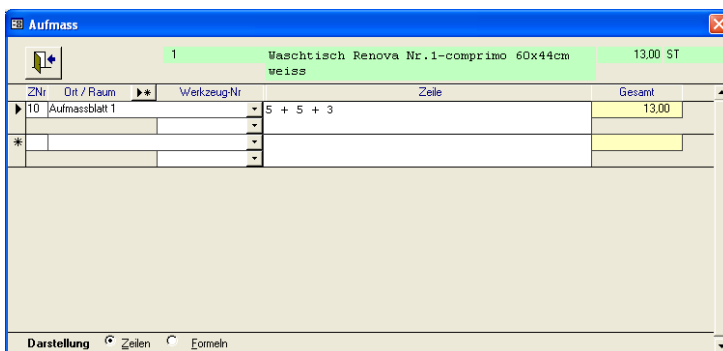 Aufmass
1 Waschtisch Renova Nr.1-comprimo 60x44cm 13,00 ST
weiss
ZNr Ort / Raum Werkzeug-Nr Zeile Gesamt
10 Aufmassblatt 1 5 + 5 + 3 13,00
Darstellung Zeilen Formeln